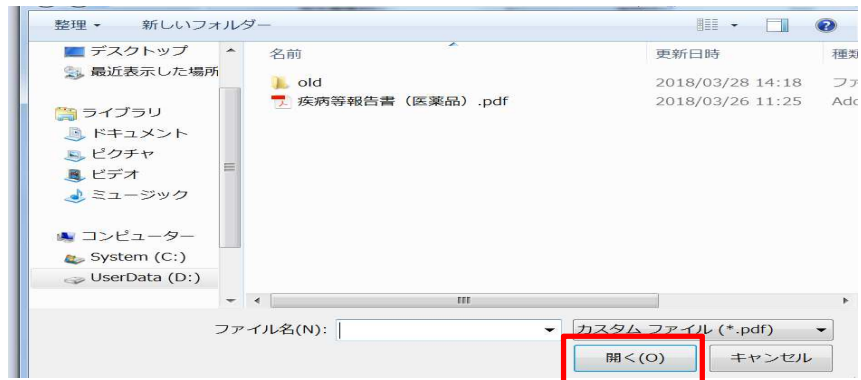 整理 新しいフォルダー
デスクトップ
最近表示した場所
ライブラリ
ドキュメント
ピクチャ
ビデオ
ミュージック
コンピューター
System (C:)
UserData (D:)
名前 更新日時 種類
old 2018/03/28 14:18 ファ
疾病等報告書（医薬品）.pdf 2018/03/26 11:25 Ado
ファイル名(N): カスタム ファイル (*.pdf)
開く(O) キャンセル